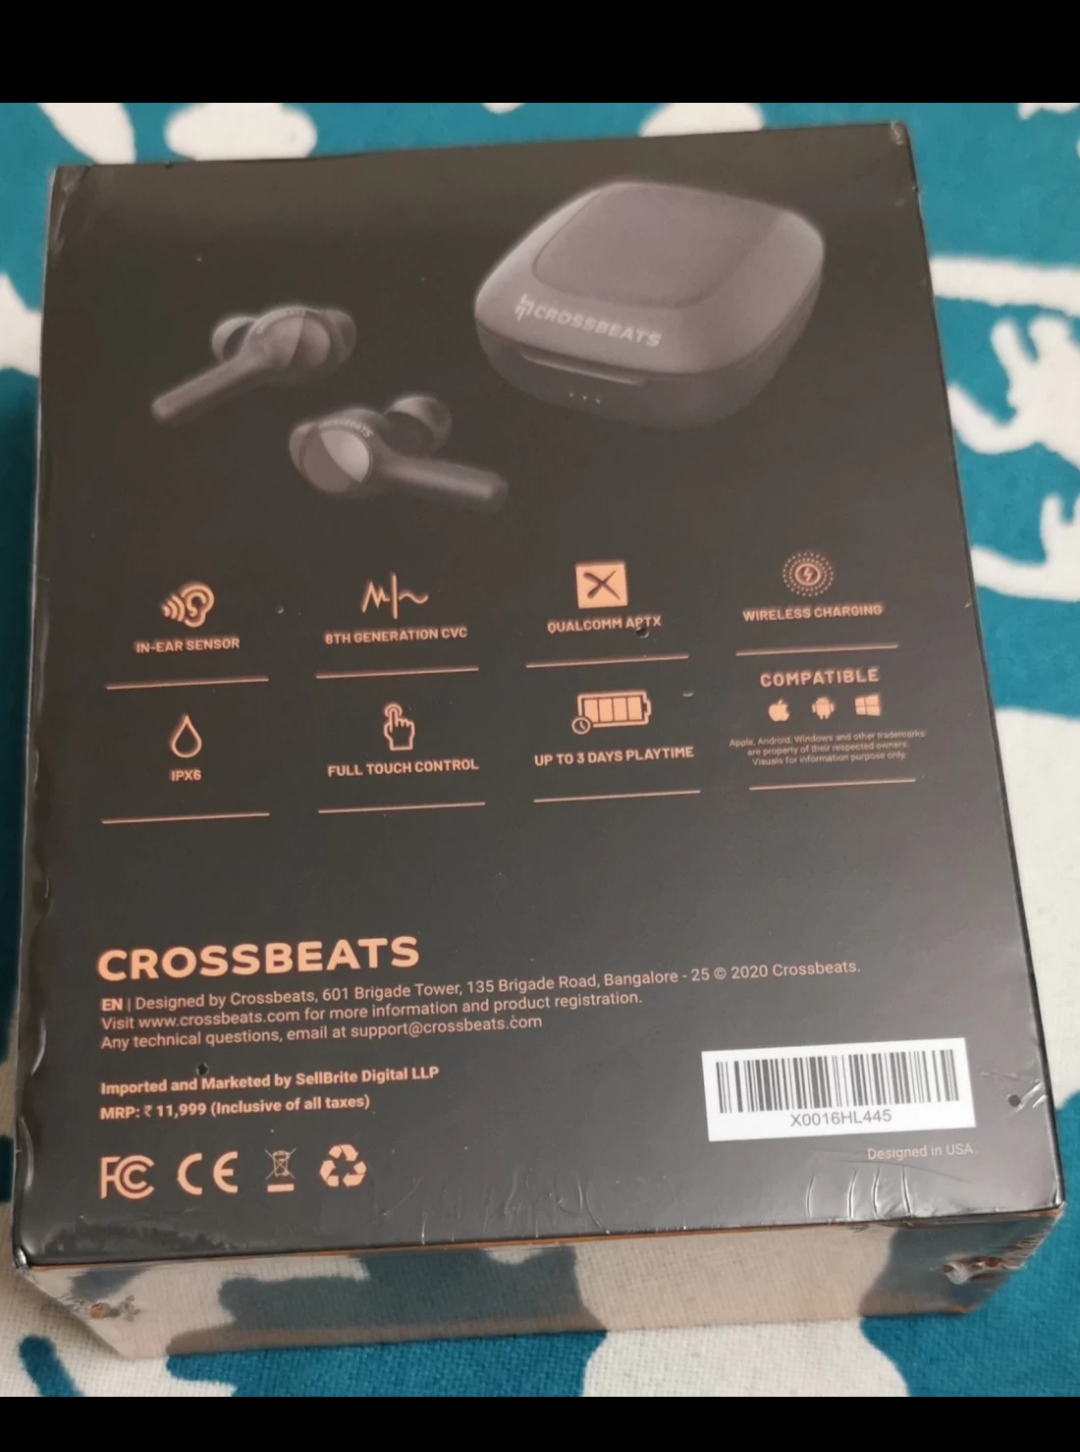 CROSSBEATS
CROSSBEATS
IN-EAR SENSOR
8TH GENERATION CVC
QUALCOMM APTX
WIRELESS CHARGING
IPX6
FULL TOUCH CONTROL
UP TO 3 DAYS PLAYTIME
COMPATIBLE
Apple, Android, Windows and other trademarks
are property of their respected owners.
Visuals for information purpose only.
CROSSBEATS
EN | Designed by Crossbeats, 601 Brigade Tower, 135 Brigade Road, Bangalore - 25 © 2020 Crossbeats.
Visit www.crossbeats.com for more information and product registration.
Any technical questions, email at support@crossbeats.com
Imported and Marketed by SellBrite Digital LLP
MRP: ₹ 11,999 (Inclusive of all taxes)
FC CE
X0016HL445
Designed in USA.